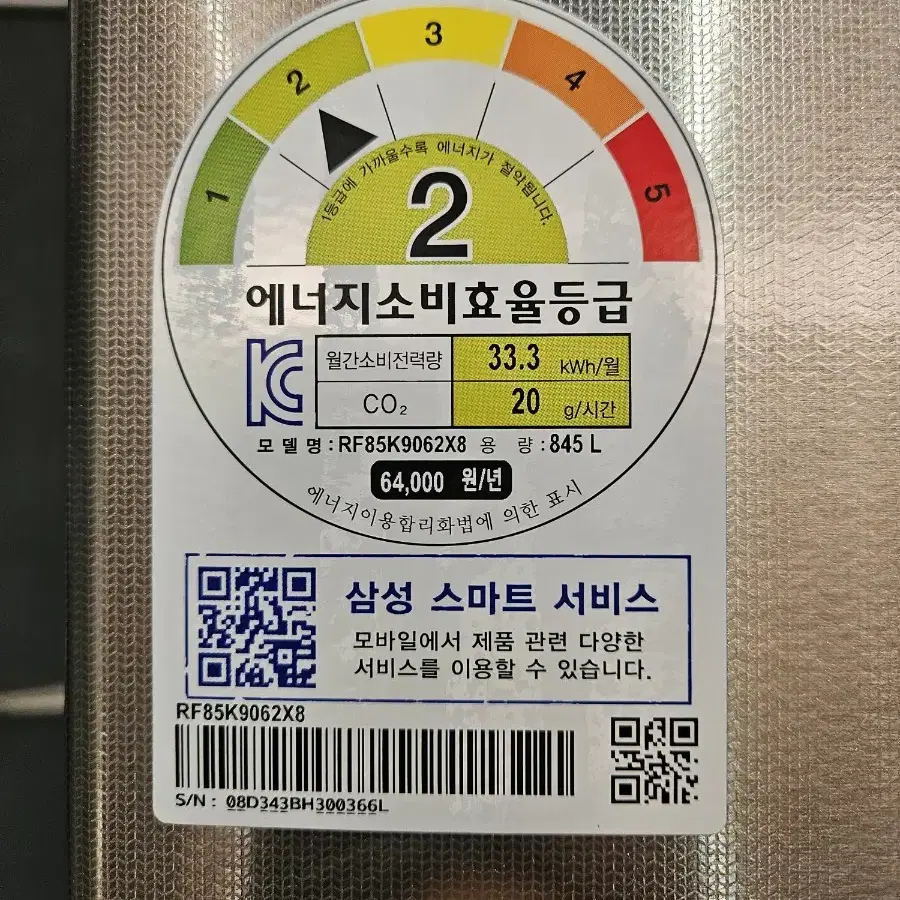 1 2 3 4 5
1등급에 가까울수록 에너지가 절약됩니다.
2
에너지소비효율등급
월간소비전력량 33.3 kWh/월
CO₂ 20 g/시간
모 델 명 : RF85K9062X8 용 량 : 845 L
64,000 원/년
에너지이용합리화법에 의한 표시
삼성 스마트 서비스
모바일에서 제품 관련 다양한
서비스를 이용할 수 있습니다.
RF85K9062X8
S/N : 08D343BH300366L